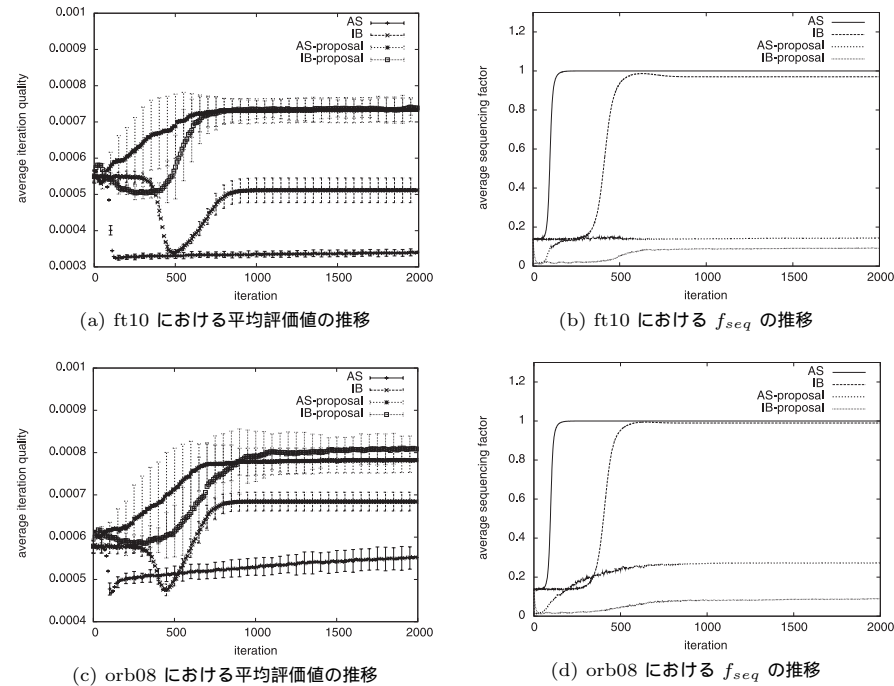 0.001
0.0009
0.0008
0.0007
0.0006
0.0005
0.0004
0.0003
average iteration quality
AS
IB
AS-proposal
IB-proposal
0 500 1000 1500 2000
iteration
(a) ft10 における平均評価値の推移
1.2
1
0.8
0.6
0.4
0.2
0
average sequencing factor
AS
IB
AS-proposal
IB-proposal
0 500 1000 1500 2000
iteration
(b) ft10 における f_{seq} の推移
0.001
0.0009
0.0008
0.0007
0.0006
0.0005
0.0004
average iteration quality
AS
IB
AS-proposal
IB-proposal
0 500 1000 1500 2000
iteration
(c) orb08 における平均評価値の推移
1.2
1
0.8
0.6
0.4
0.2
0
average sequencing factor
AS
IB
AS-proposal
IB-proposal
0 500 1000 1500 2000
iteration
(d) orb08 における f_{seq} の推移